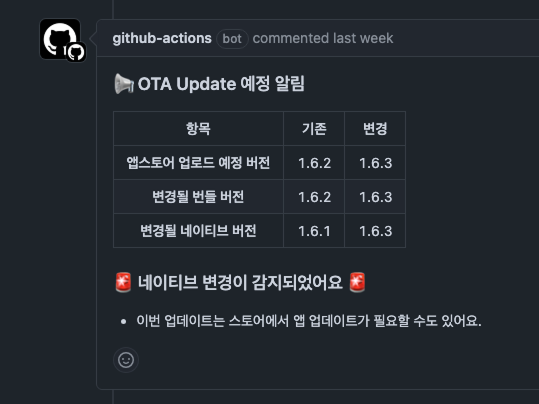 github-actions bot commented last week
OTA Update 예정 알림
항목 기존 변경
앱스토어 업로드 예정 버전 1.6.2 1.6.3
변경될 번들 버전 1.6.2 1.6.3
변경될 네이티브 버전 1.6.1 1.6.3
🚨 네이티브 변경이 감지되었어요 🚨
• 이번 업데이트는 스토어에서 앱 업데이트가 필요할 수도 있어요.